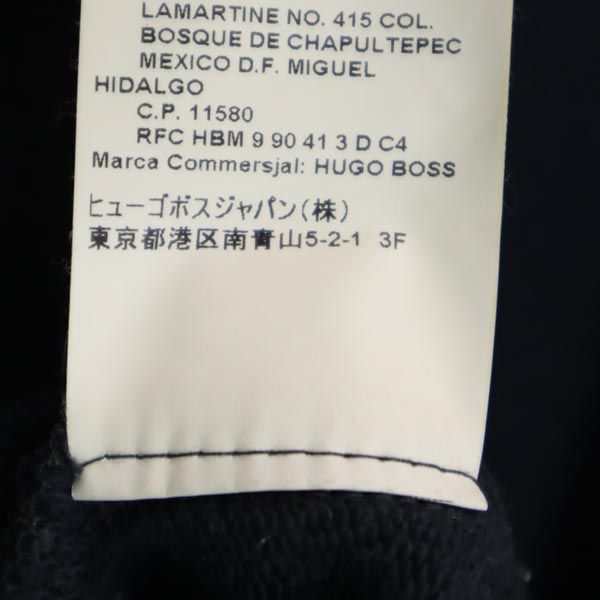 LAMARTINE NO. 415 COL.
BOSQUE DE CHAPULTEPEC
MEXICO D.F. MIGUEL
HIDALGO
C.P. 11580
RFC HBM 9 90 41 3 D C4
Marca Commersjal: HUGO BOSS
ヒューゴボスジャパン(株)
東京都港区南青山5-2-1 3F